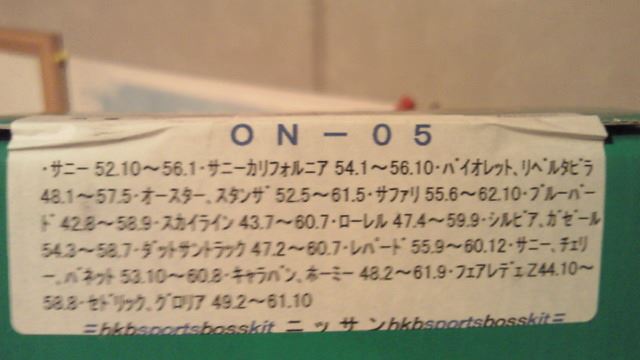 ON-05
・サニー 52.10～56.1・サニーカリフォルニア 54.1～56.10・バイオレット、リベルタビラ
48.1～57.5・オースター、スタンザ 52.5～61.5・サファリ 55.6～62.10・ブルーバー
ド 42.8～58.9・スカイライン 43.7～60.7・ローレル 47.4～59.9・シルビア、ガゼール
54.3～58.7・ダットサントラック 47.2～60.7・レパード 55.9～60.12・サニー、チェリ
ー、バネット 53.10～60.8・キャラバン、ホーミー 48.2～61.9・フェアレデェZ44.10～
58.8・セドリック、グロリア 49.2～61.10
=hkbsportsbosskit ニッサンhkbsportsbosskit=